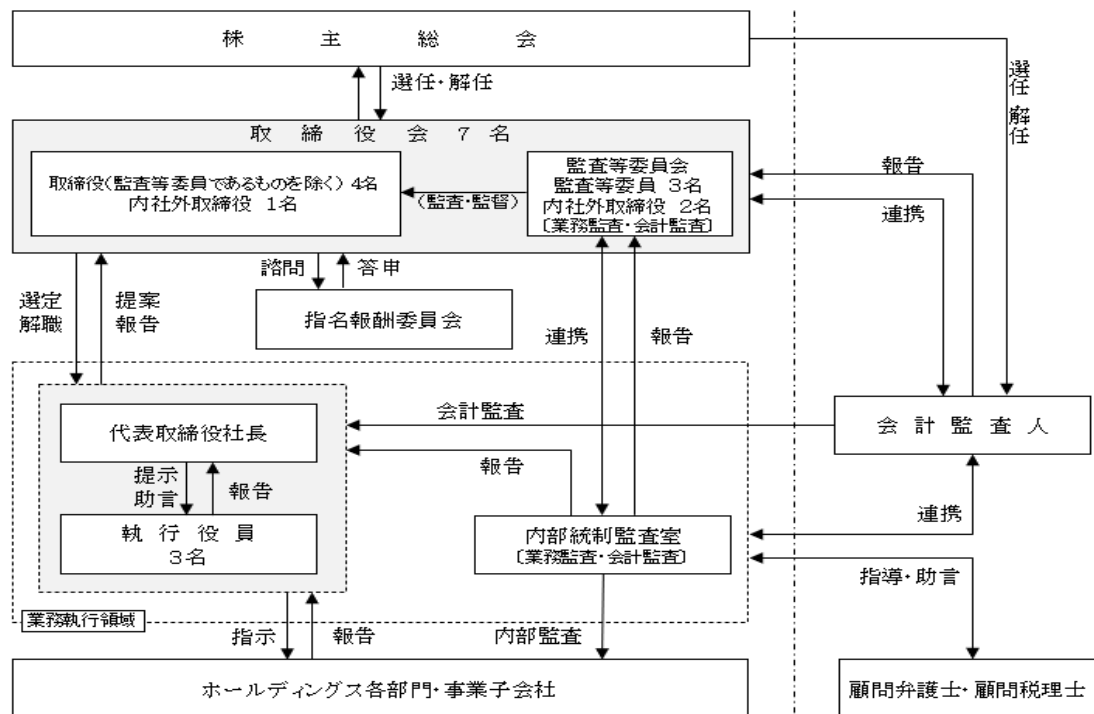 株主総会
選任・解任
選任・解任
取締役会7名
取締役(監査等委員であるものを除く)4名
内社外取締役 1名
(監査・監督)
監査等委員会
監査等委員 3名
内社外取締役 2名
〔業務監査・会計監査〕
報告
連携
諮問
答申
選定
解職
提案
報告
指名報酬委員会
連携
報告
代表取締役社長
提示
助言
報告
執行役員
3名
会計監査
報告
会計監査人
内部統制監査室
〔業務監査・会計監査〕
連携
指導・助言
業務執行領域
指示
報告
内部監査
ホールディングス各部門・事業子会社
顧問弁護士・顧問税理士